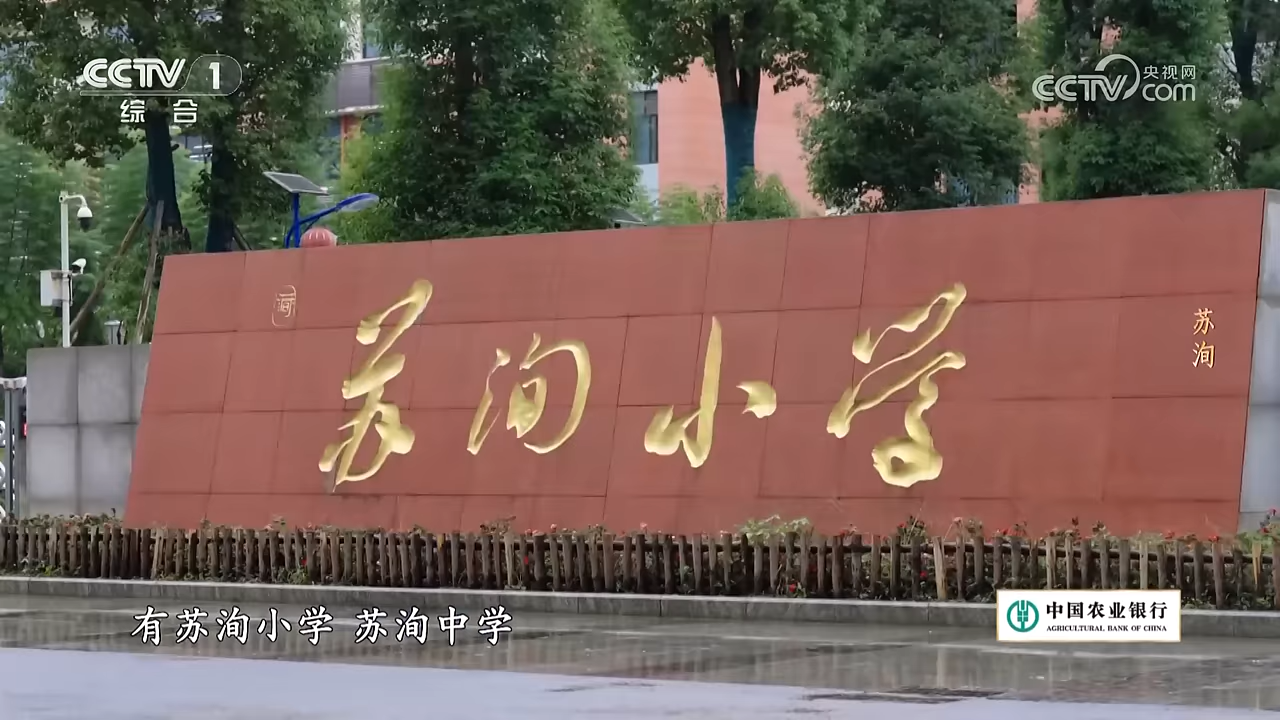 CCTV 1
综合
央视网
CCTV.com
洵
苏洵小学
苏
洵
有苏洵小学 苏洵中学
中国农业银行
AGRICULTURAL BANK OF CHINA